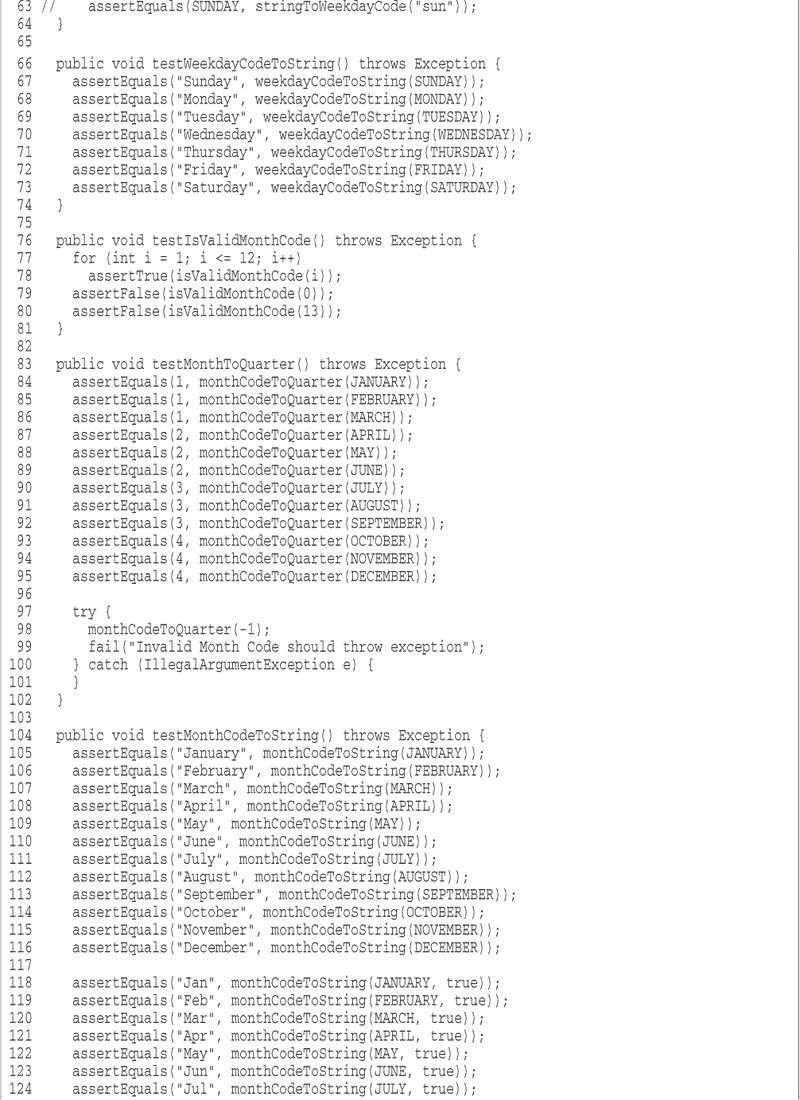 63 //    assertEquals(SUNDAY, stringToWeekdayCode("sun"));
64   }
65
66   public void testWeekdayCodeToString() throws Exception {
67     assertEquals("Sunday", weekdayCodeToString(SUNDAY));
68     assertEquals("Monday", weekdayCodeToString(MONDAY));
69     assertEquals("Tuesday", weekdayCodeToString(TUESDAY));
70     assertEquals("Wednesday", weekdayCodeToString(WEDNESDAY));
71     assertEquals("Thursday", weekdayCodeToString(THURSDAY));
72     assertEquals("Friday", weekdayCodeToString(FRIDAY));
73     assertEquals("Saturday", weekdayCodeToString(SATURDAY));
74   }
75
76   public void testIsValidMonthCode() throws Exception {
77     for (int i = 1; i <= 12; i++)
78       assertTrue(isValidMonthCode(i));
79     assertFalse(isValidMonthCode(0));
80     assertFalse(isValidMonthCode(13));
81   }
82
83   public void testMonthToQuarter() throws Exception {
84     assertEquals(1, monthCodeToQuarter(JANUARY));
85     assertEquals(1, monthCodeToQuarter(FEBRUARY));
86     assertEquals(1, monthCodeToQuarter(MARCH));
87     assertEquals(2, monthCodeToQuarter(APRIL));
88     assertEquals(2, monthCodeToQuarter(MAY));
89     assertEquals(2, monthCodeToQuarter(JUNE));
90     assertEquals(3, monthCodeToQuarter(JULY));
91     assertEquals(3, monthCodeToQuarter(AUGUST));
92     assertEquals(3, monthCodeToQuarter(SEPTEMBER));
93     assertEquals(4, monthCodeToQuarter(OCTOBER));
94     assertEquals(4, monthCodeToQuarter(NOVEMBER));
95     assertEquals(4, monthCodeToQuarter(DECEMBER));
96
97     try {
98       monthCodeToQuarter(-1);
99       fail("Invalid Month Code should throw exception");
100     } catch (IllegalArgumentException e) {
101     }
102   }
103
104   public void testMonthCodeToString() throws Exception {
105     assertEquals("January", monthCodeToString(JANUARY));
106     assertEquals("February", monthCodeToString(FEBRUARY));
107     assertEquals("March", monthCodeToString(MARCH));
108     assertEquals("April", monthCodeToString(APRIL));
109     assertEquals("May", monthCodeToString(MAY));
110     assertEquals("June", monthCodeToString(JUNE));
111     assertEquals("July", monthCodeToString(JULY));
112     assertEquals("August", monthCodeToString(AUGUST));
113     assertEquals("September", monthCodeToString(SEPTEMBER));
114     assertEquals("October", monthCodeToString(OCTOBER));
115     assertEquals("November", monthCodeToString(NOVEMBER));
116     assertEquals("December", monthCodeToString(DECEMBER));
117
118     assertEquals("Jan", monthCodeToString(JANUARY, true));
119     assertEquals("Feb", monthCodeToString(FEBRUARY, true));
120     assertEquals("Mar", monthCodeToString(MARCH, true));
121     assertEquals("Apr", monthCodeToString(APRIL, true));
122     assertEquals("May", monthCodeToString(MAY, true));
123     assertEquals("Jun", monthCodeToString(JUNE, true));
124     assertEquals("Jul", monthCodeToString(JULY, true));